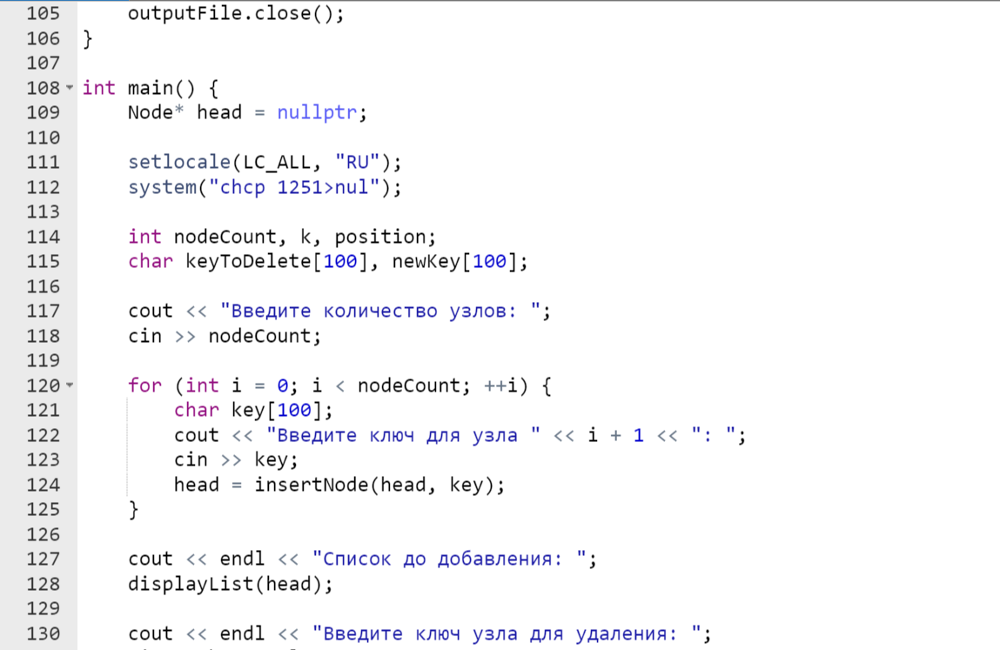 105 outputFile.close();
106 }
107
108 int main() {
109 Node* head = nullptr;
110
111 setlocale(LC_ALL, "RU");
112 system("chcp 1251>nul");
113
114 int nodeCount, k, position;
115 char keyToDelete[100], newKey[100];
116
117 cout << "Введите количество узлов: ";
118 cin >> nodeCount;
119
120 for (int i = 0; i < nodeCount; ++i) {
121 char key[100];
122 cout << "Введите ключ для узла " << i + 1 << ": ";
123 cin >> key;
124 head = insertNode(head, key);
125 }
126
127 cout << endl << "Список до добавления: ";
128 displayList(head);
129
130 cout << endl << "Введите ключ узла для удаления: ";